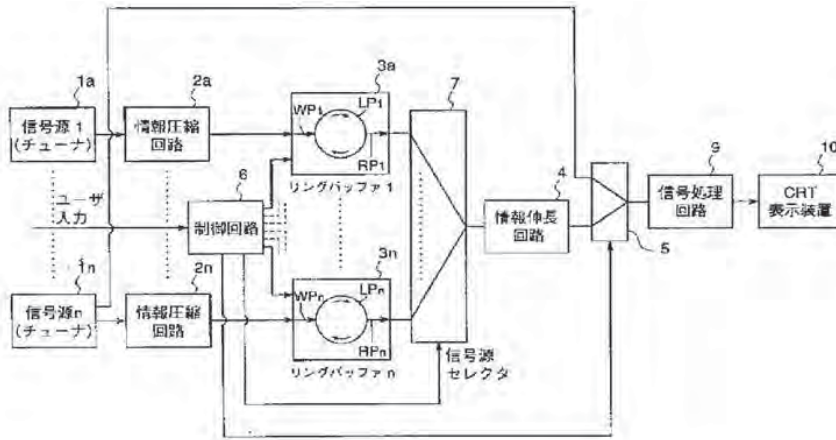 1a
信号源 1
(チューナ)
2a
情報圧縮
回路
3a
WP1
LP1
RP1
リングバッファ 1
7
ユーザ
入力
6
制御回路
4
情報伸長
回路
5
9
信号処理
回路
10
CRT
表示装置
1n
信号源n
(チューナ)
2n
情報圧縮
回路
3n
WPn
LPn
RPn
リングバッファ n
信号源
セレクタ